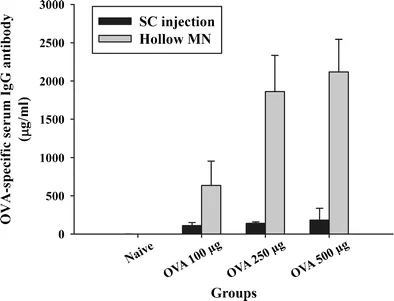 3000
2500
2000
1500
1000
500
0
OVA-specific serum IgG antibody
(µg/ml)
SC injection
Hollow MN
Naive
OVA 100 µg
OVA 250 µg
OVA 500 µg
Groups